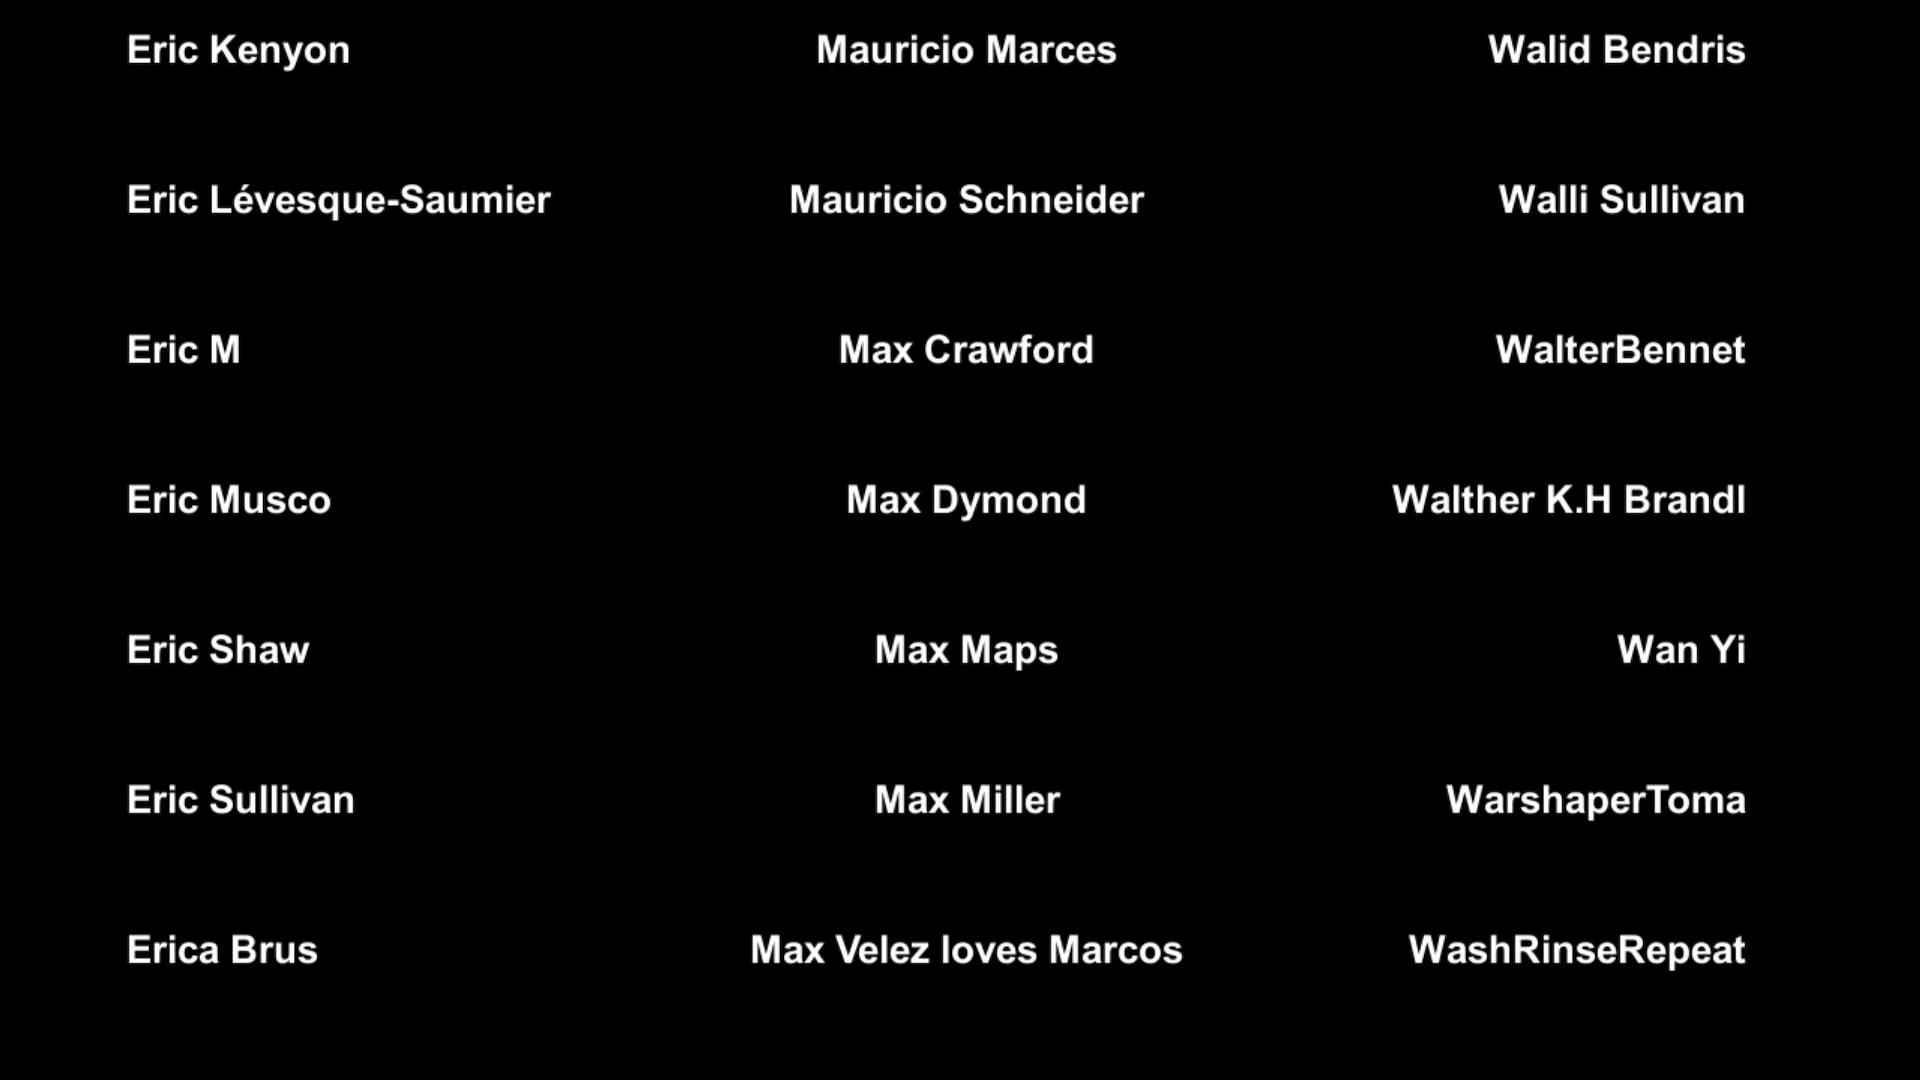 Eric Kenyon
Mauricio Marces
Walid Bendris
Eric Lévesque-Saumier
Mauricio Schneider
Walli Sullivan
Eric M
Max Crawford
WalterBennet
Eric Musco
Max Dymond
Walther K.H Brandl
Eric Shaw
Max Maps
Wan Yi
Eric Sullivan
Max Miller
WarshaperToma
Erica Brus
Max Velez loves Marcos
WashRinseRepeat